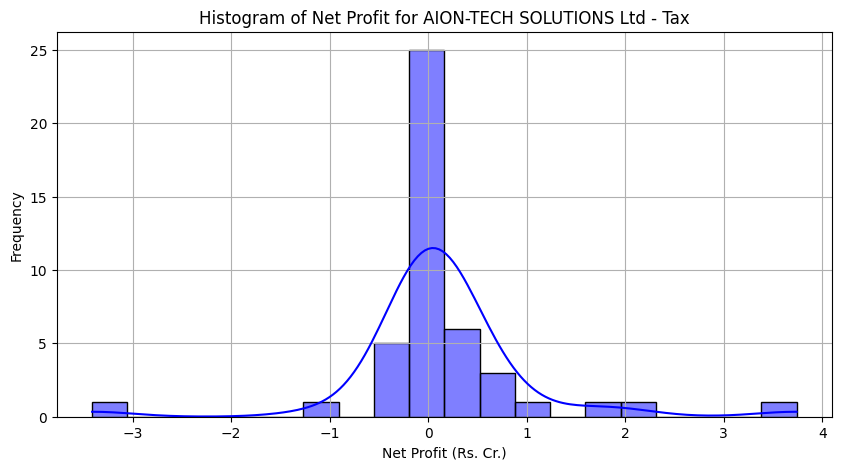 Histogram of Net Profit for AION-TECH SOLUTIONS Ltd - Tax
25
20
15
10
5
0
Frequency
−3 −2 −1 0 1 2 3 4
Net Profit (Rs. Cr.)